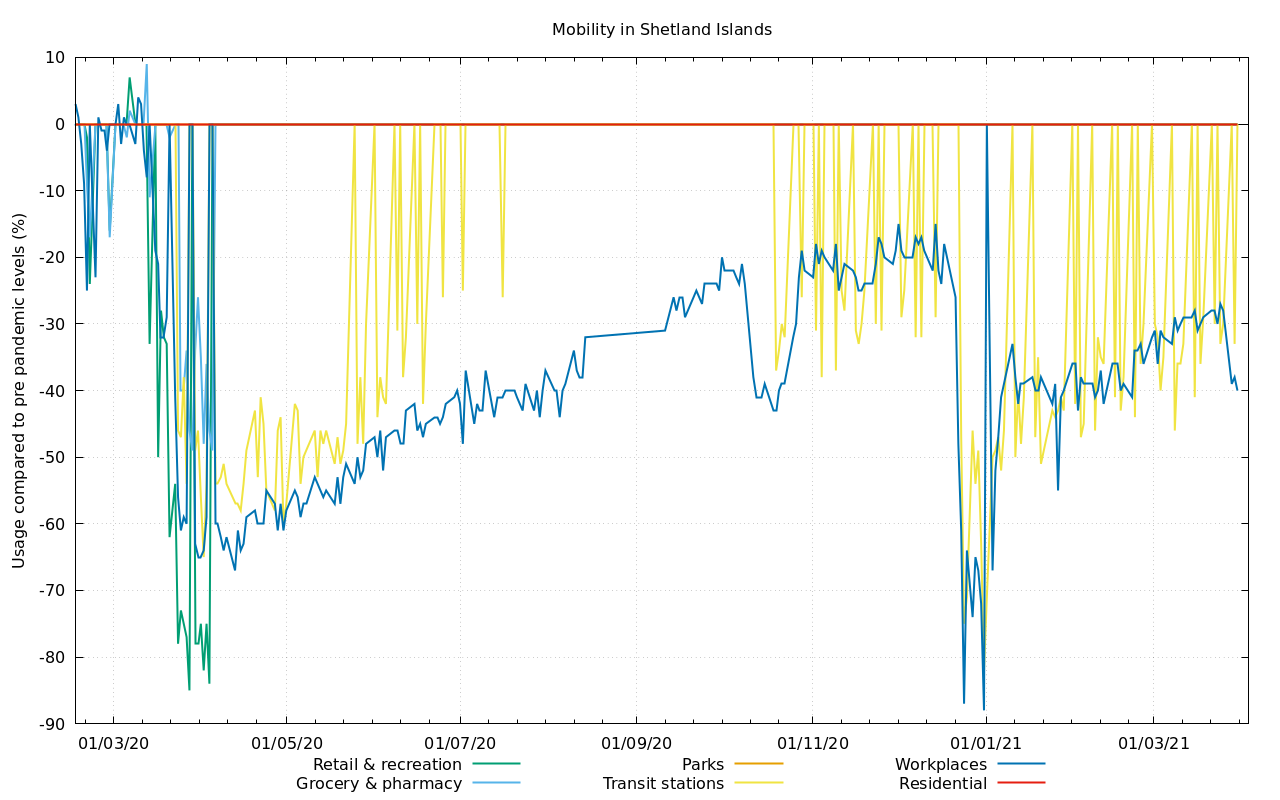 Mobility in Shetland Islands
Usage compared to pre pandemic levels (%)
10
0
-10
-20
-30
-40
-50
-60
-70
-80
-90
01/03/20 01/05/20 01/07/20 01/09/20 01/11/20 01/01/21 01/03/21
Retail & recreation Parks Workplaces
Grocery & pharmacy Transit stations Residential